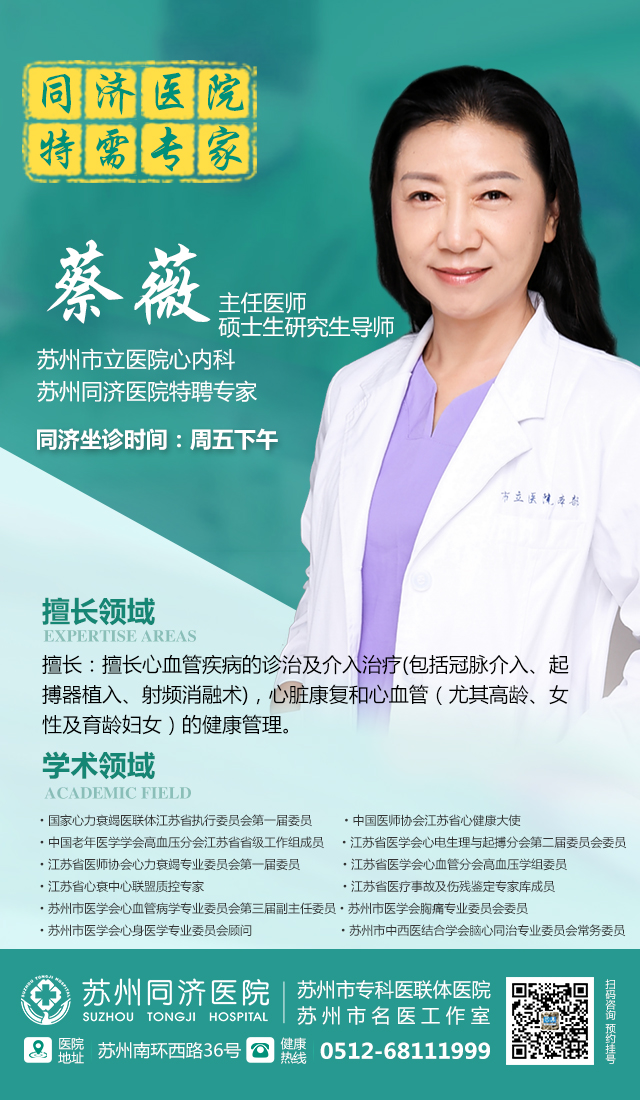 同济医院
特需专家
蔡薇
主任医师
硕士生研究生导师
苏州市立医院心内科
苏州同济医院特聘专家
同济坐诊时间：周五下午
市立医院本部
擅长领域
EXPERTISE AREAS
擅长：擅长心血管疾病的诊治及介入治疗(包括冠脉介入、起
搏器植入、射频消融术)，心脏康复和心血管（尤其高龄、女
性及育龄妇女）的健康管理。
学术领域
ACADEMIC FIELD
·国家心力衰竭医联体江苏省执行委员会第一届委员
·中国医师协会江苏省心健康大使
·中国老年医学学会高血压分会江苏省省级工作组成员
·江苏省医学会心电生理与起搏分会第二届委员会委员
·江苏省医师协会心力衰竭专业委员会第一届委员
·江苏省医学会心血管分会高血压学组委员
·江苏省心衰中心联盟质控专家
·江苏省医疗事故及伤残鉴定专家库成员
·苏州市医学会心血管病学专业委员会第三届副主任委员
·苏州市医学会胸痛专业委员会委员
·苏州市医学会心身医学专业委员会顾问
·苏州市中西医结合学会脑心同治专业委员会常务委员
SUZHOU TONGJI HOSPITAL
苏州同济医院
SUZHOU TONGJI HOSPITAL
苏州市专科医联体医院
苏州市名医工作室
医院
地址
苏州南环西路36号
健康
热线
0512-68111999
扫码咨询 预约挂号